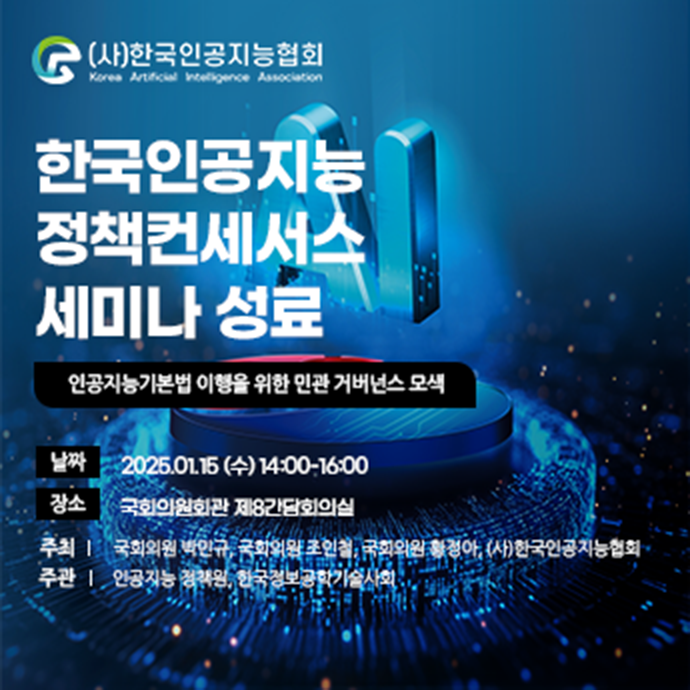 (사)한국인공지능협회
Korea Artificial Intelligence Association
AI
한국인공지능
정책컨세서스
세미나 성료
인공지능기본법 이행을 위한 민관 거버넌스 모색
날짜 2025.01.15 (수) 14:00-16:00
장소 국회의원회관 제8간담회의실
주최 | 국회의원 박민규, 국회의원 조인철, 국회의원 황정아, (사)한국인공지능협회
주관 | 인공지능 정책원, 한국정보공학기술사회